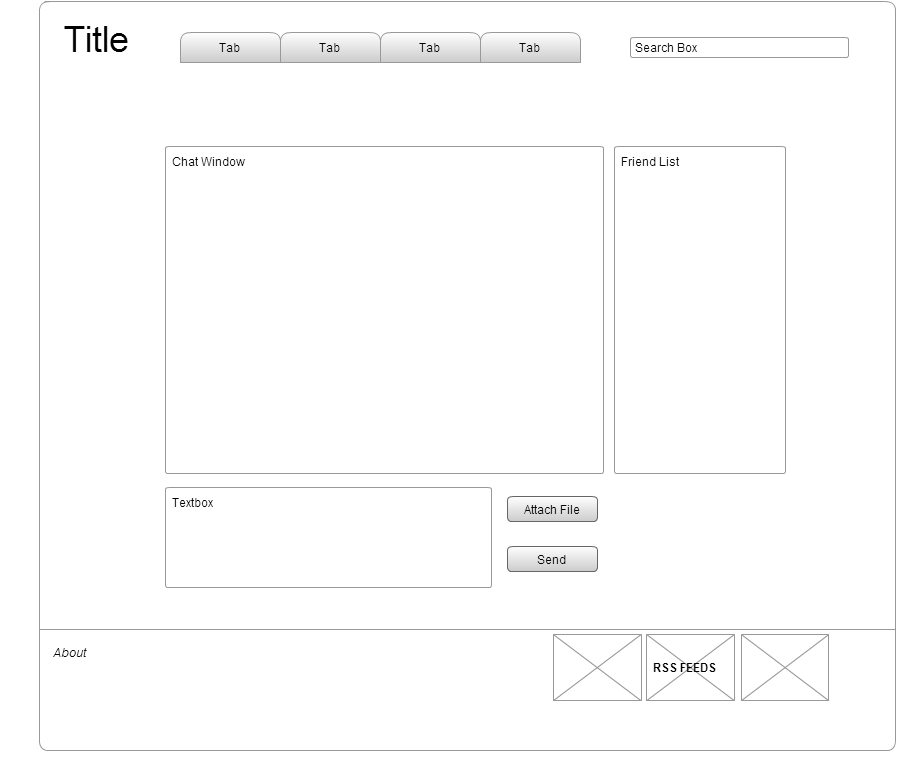 Title
Tab
Tab
Tab
Tab
Search Box
Chat Window
Friend List
Textbox
Attach File
Send
About
RSS FEEDS